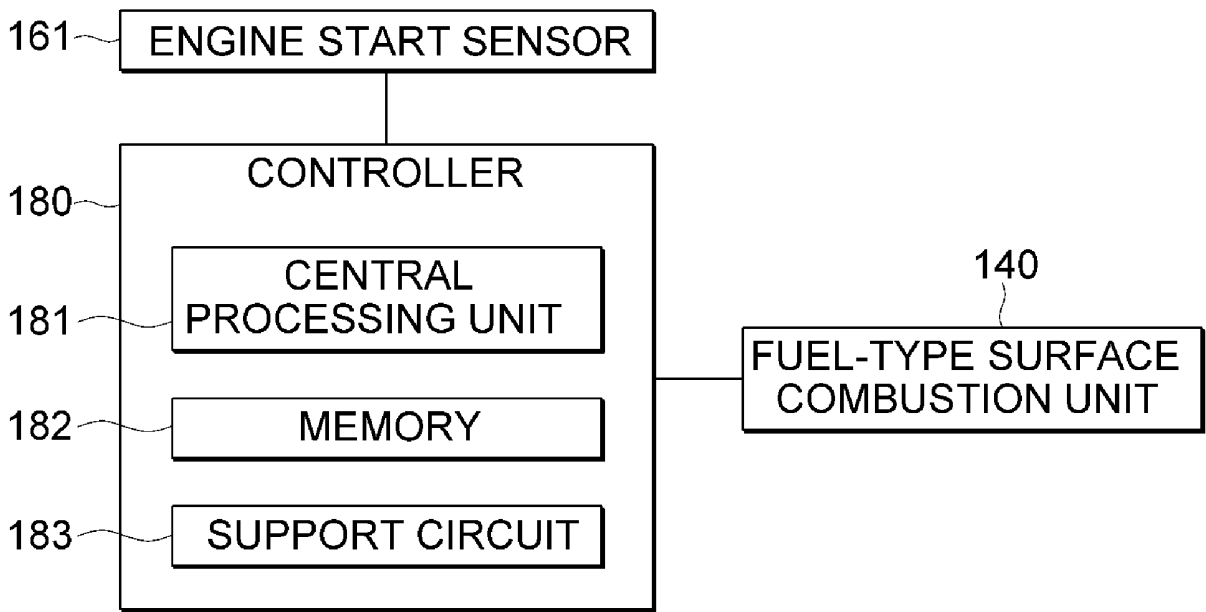 161
ENGINE START SENSOR
180
CONTROLLER
181
CENTRAL
PROCESSING UNIT
182
MEMORY
183
SUPPORT CIRCUIT
140
FUEL-TYPE SURFACE
COMBUSTION UNIT